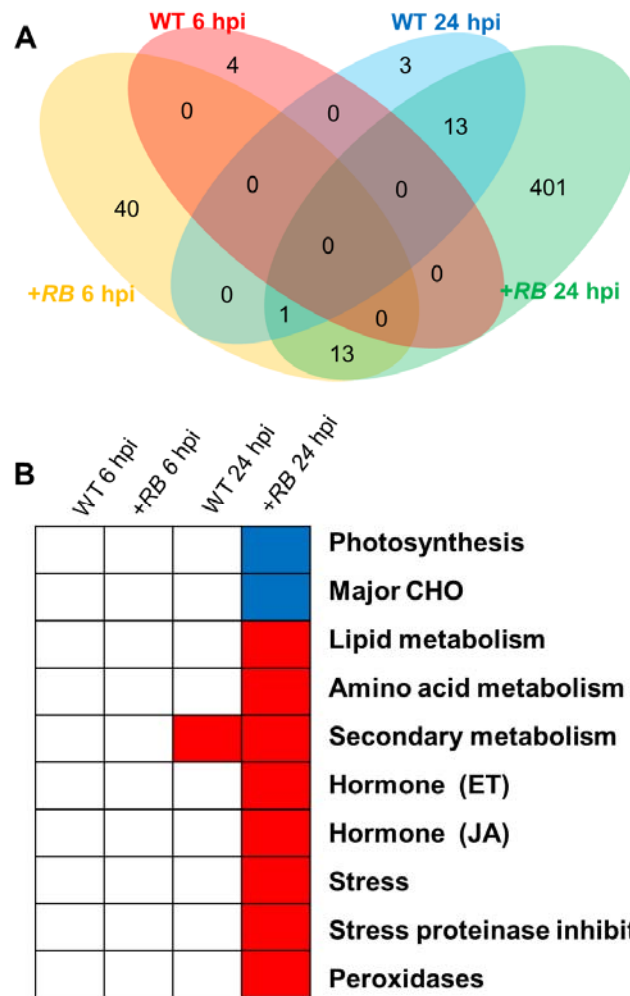 A
WT 6 hpi
WT 24 hpi
4
3
0
0
13
40
0
0
401
0
0
+RB 6 hpi
0
1
0
+RB 24 hpi
13
B
WT 6 hpi
+RB 6 hpi
WT 24 hpi
+RB 24 hpi
Photosynthesis
Major CHO
Lipid metabolism
Amino acid metabolism
Secondary metabolism
Hormone (ET)
Hormone (JA)
Stress
Stress proteinase inhibit
Peroxidases